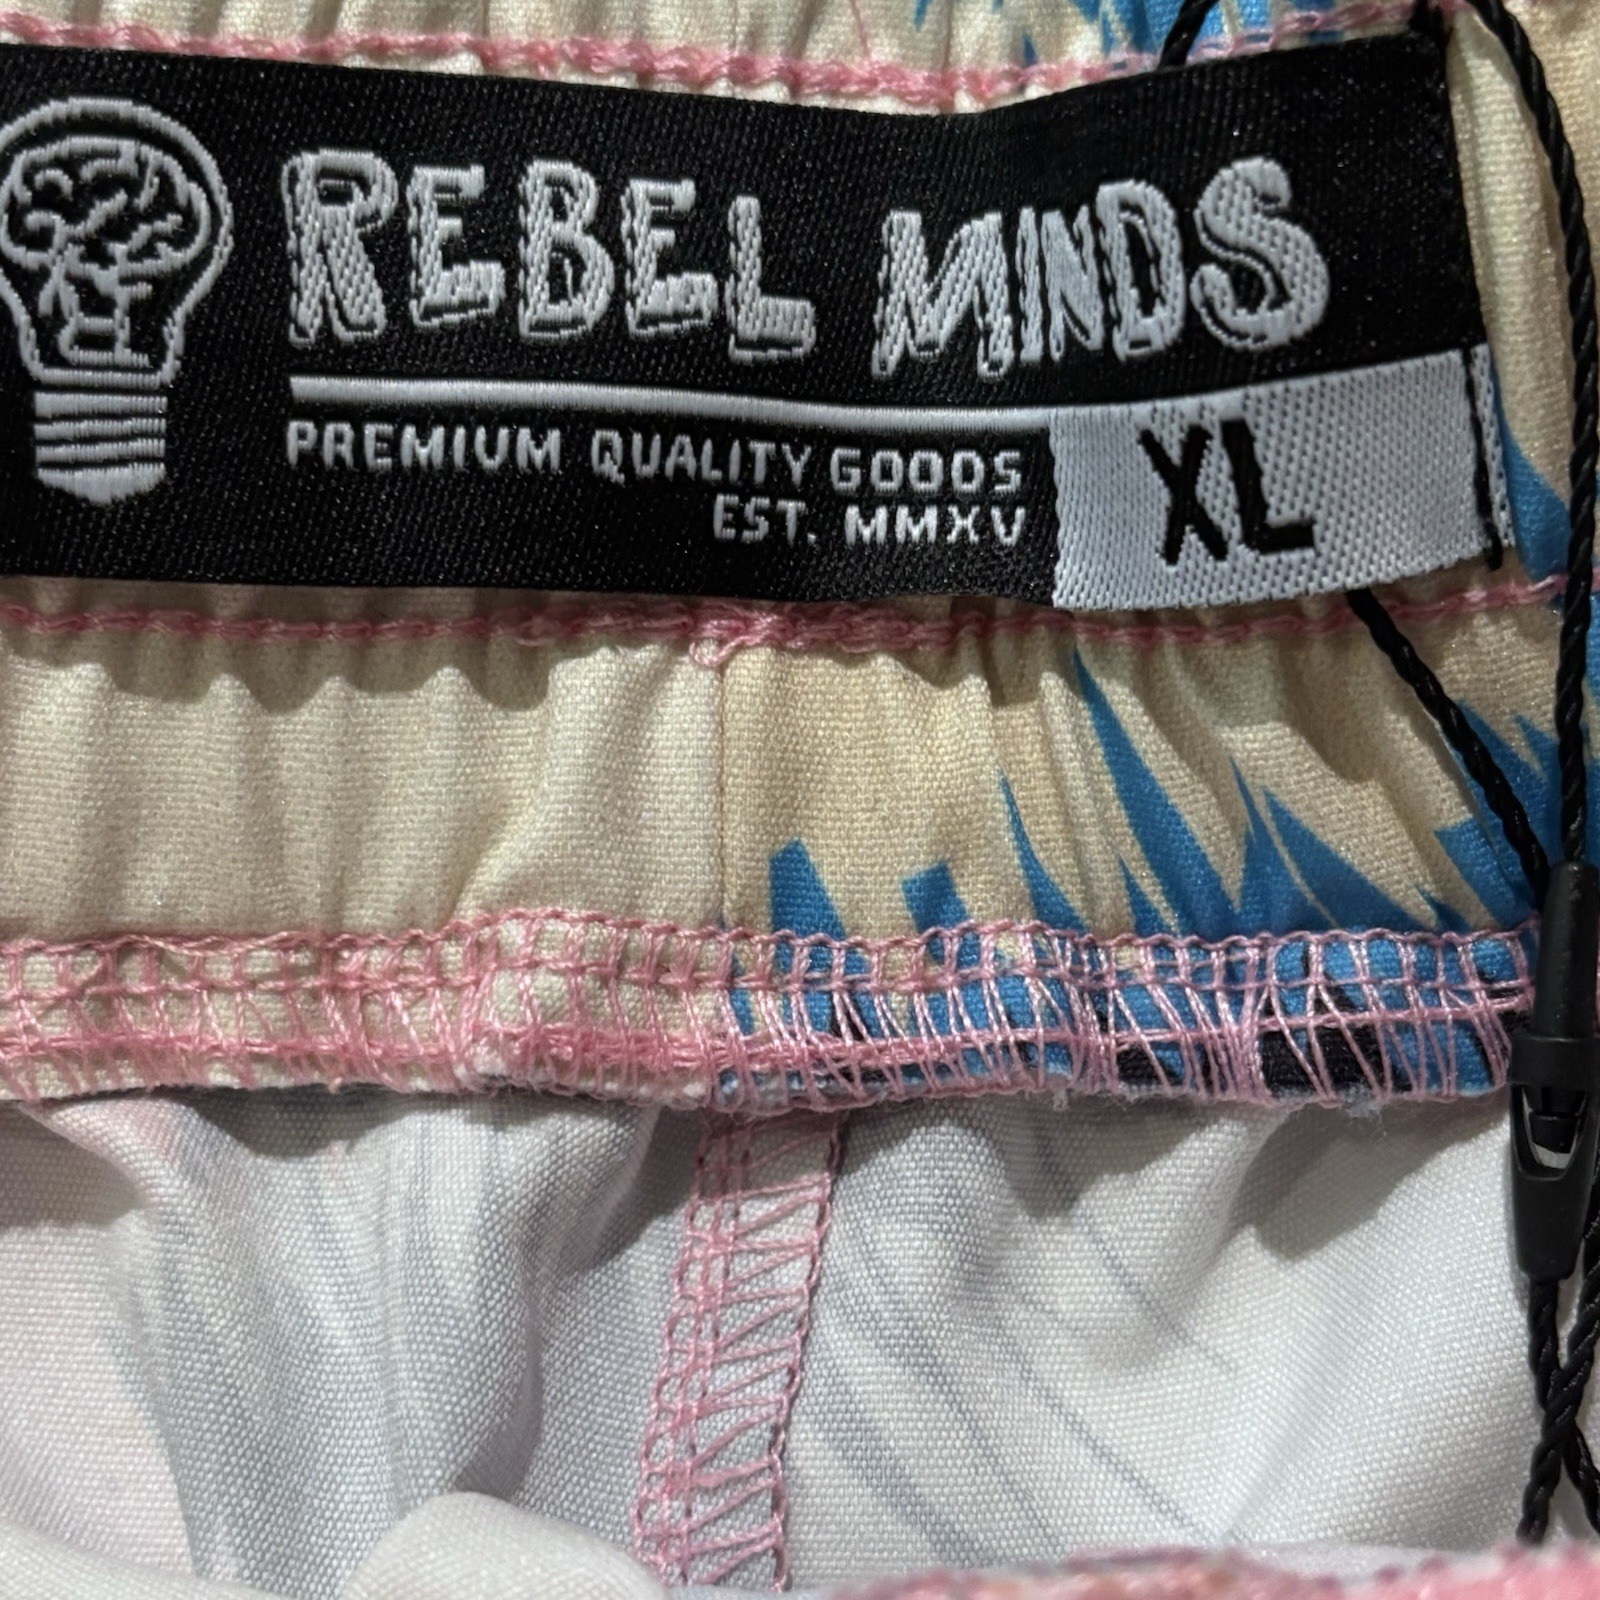 REBEL MINDS
PREMIUM QUALITY GOODS
EST. MMXV
XL